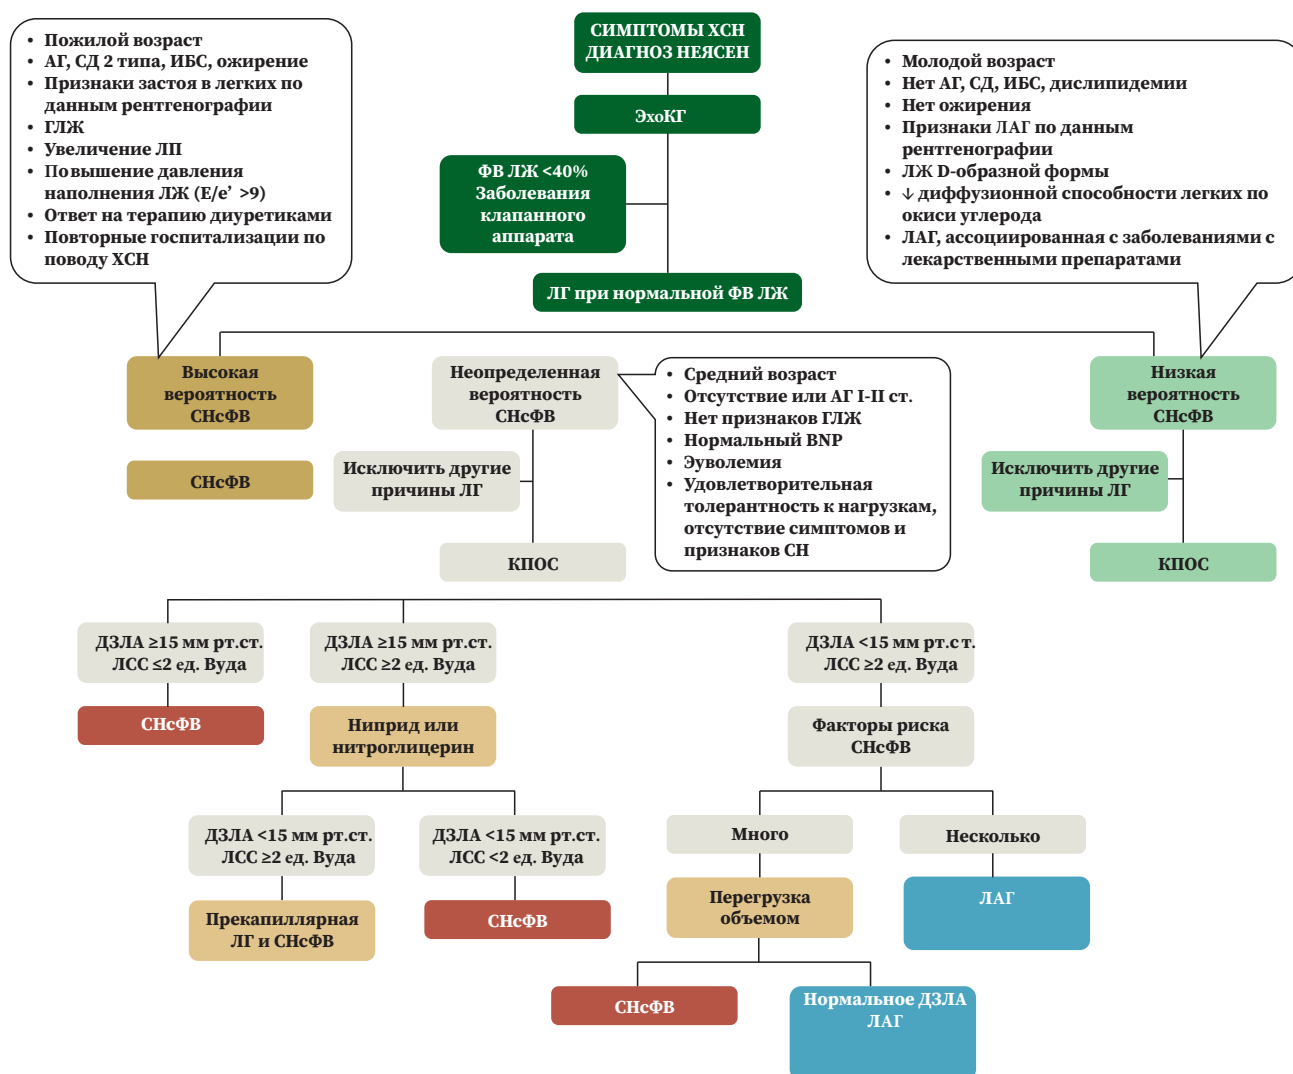 • Пожилой возраст
• АГ, СД 2 типа, ИБС, ожирение
• Признаки застоя в легких по
данным рентгенографии
• ГЛЖ
• Увеличение ЛП
• Повышение давления
наполнения ЛЖ (E/e’ >9)
• Ответ на терапию диуретиками
• Повторные госпитализации по
поводу ХСН
СИМПТОМЫ ХСН
ДИАГНОЗ НЕЯСЕН
ЭхоКГ
ФВ ЛЖ <40%
Заболевания
клапанного
аппарата
ЛГ при нормальной ФВ ЛЖ
• Молодой возраст
• Нет АГ, СД, ИБС, дислипидемии
• Нет ожирения
• Признаки ЛАГ по данным
рентгенографии
• ЛЖ D-образной формы
• ↓ диффузионной способности легких по
окиси углерода
• ЛАГ, ассоциированная с заболеваниями с
лекарственными препаратами
Высокая
вероятность
СНсФВ
СНсФВ
Неопределенная
вероятность
СНсФВ
Исключить другие
причины ЛГ
КПОС
• Средний возраст
• Отсутствие или АГ I-II ст.
• Нет признаков ГЛЖ
• Нормальный BNP
• Эуволемия
• Удовлетворительная
толерантность к нагрузкам,
отсутствие симптомов и
признаков СН
Низкая
вероятность
СНсФВ
Исключить другие
причины ЛГ
КПОС
ДЗЛА ≥15 мм рт.ст.
ЛСС ≤2 ед. Вуда
СНсФВ
ДЗЛА ≥15 мм рт.ст.
ЛСС ≥2 ед. Вуда
Ниприд или
нитроглицерин
ДЗЛА <15 мм рт.с т.
ЛСС ≥2 ед. Вуда
Факторы риска
СНсФВ
ДЗЛА <15 мм рт.ст.
ЛСС ≥2 ед. Вуда
Прекапиллярная
ЛГ и СНсФВ
ДЗЛА <15 мм рт.ст.
ЛСС <2 ед. Вуда
СНсФВ
Много
Перегрузка
объемом
Несколько
ЛАГ
СНсФВ
Нормальное ДЗЛА
ЛАГ